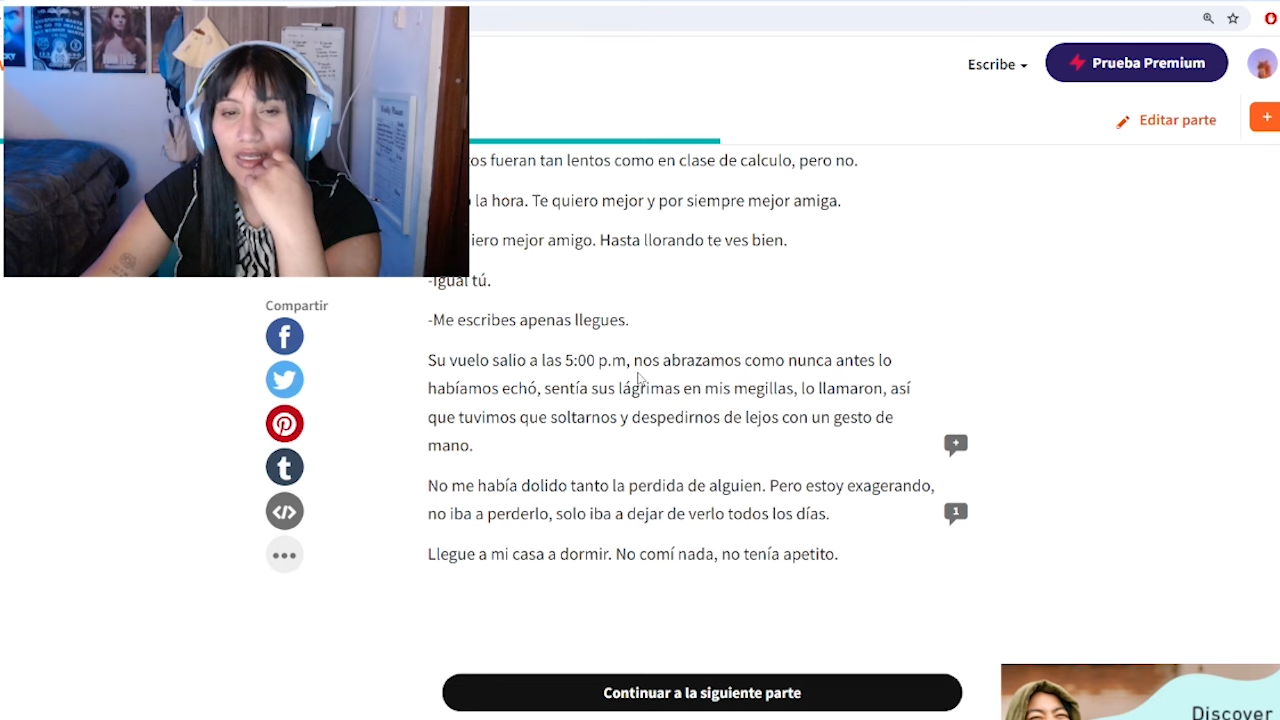 Escribe
Prueba Premium
Editar parte
fueran tan lentos como en clase de calculo, pero no.
la hora. Te quiero mejor y por siempre mejor amiga.
mejor amigo. Hasta llorando te ves bien.
-Igual tú.
Compartir
-Me escribes apenas llegues.
Su vuelo salio a las 5:00 p.m, nos abrazamos como nunca antes lo
habíamos echó, sentía sus lágrimas en mis megillas, lo llamaron, así
que tuvimos que soltarnos y despedirnos de lejos con un gesto de
mano.
+
No me había dolido tanto la perdida de alguien. Pero estoy exagerando,
no iba a perderlo, solo iba a dejar de verlo todos los días.
1
Llegue a mi casa a dormir. No comí nada, no tenía apetito.
Continuar a la siguiente parte
Discover